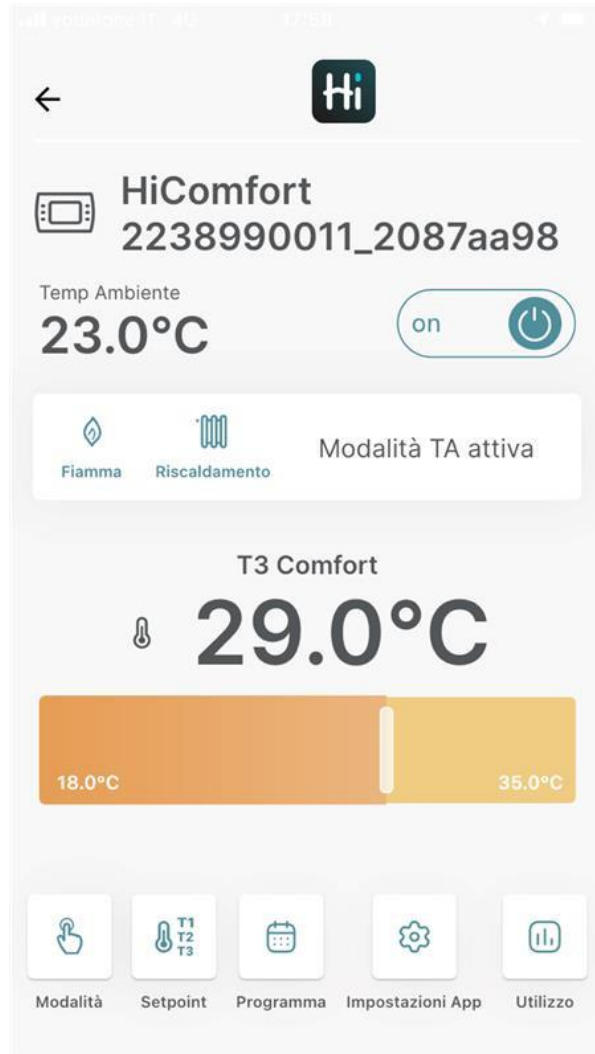 Hi
HiComfort
2238990011_2087aa98
Temp Ambiente
23.0°C
on
Fiamma
Riscaldamento
Modalità TA attiva
T3 Comfort
29.0°C
18.0°C
35.0°C
T1
T2
T3
Modalità
Setpoint
Programma
Impostazioni App
Utilizzo